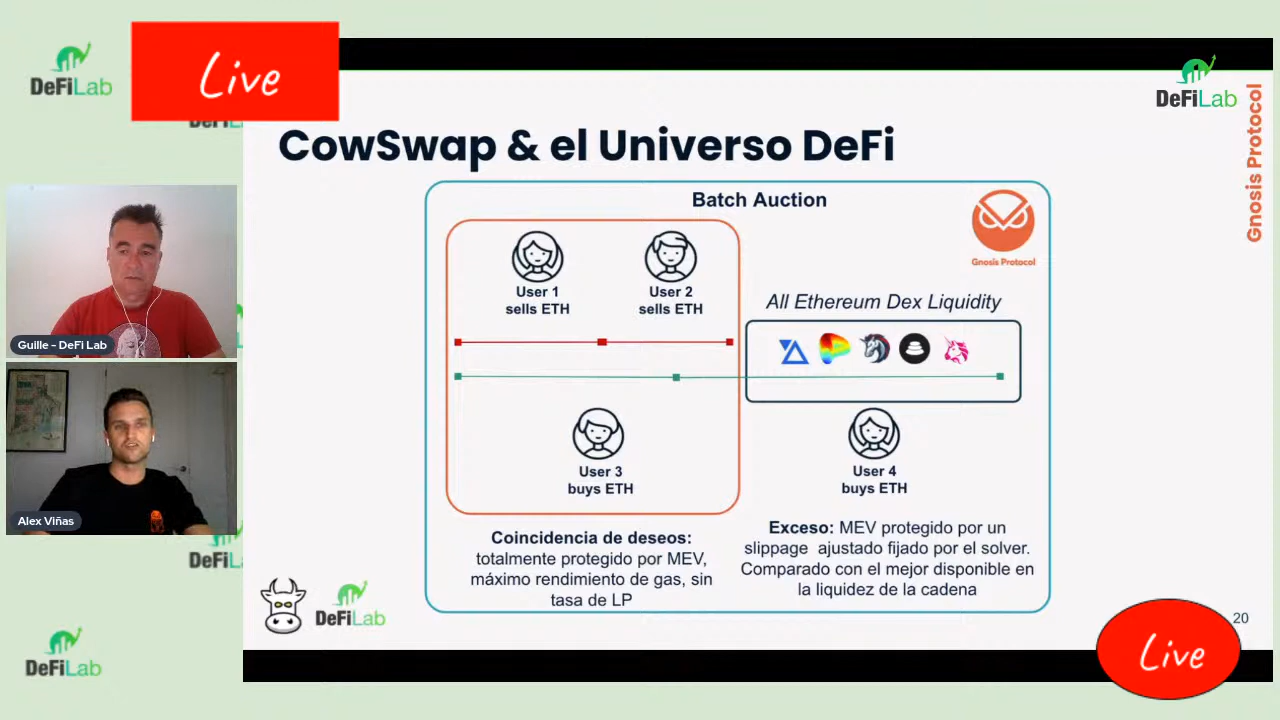 DeFiLab
Live
DeFiLab
DeFiLab
Gnosis Protocol
CowSwap & el Universo DeFi
Batch Auction
Gnosis Protocol
User 1
sells ETH
User 2
sells ETH
All Ethereum Dex Liquidity
User 3
buys ETH
User 4
buys ETH
Coincidencia de deseos:
totalmente protegido por MEV,
máximo rendimiento de gas, sin
tasa de LP
Exceso: MEV protegido por un
slippage ajustado fijado por el solver.
Comparado con el mejor disponible en
la liquidez de la cadena
Guille - DeFi Lab
Alex Viñas
DeFiL
DeFiLab
20
DeFiLab
Live